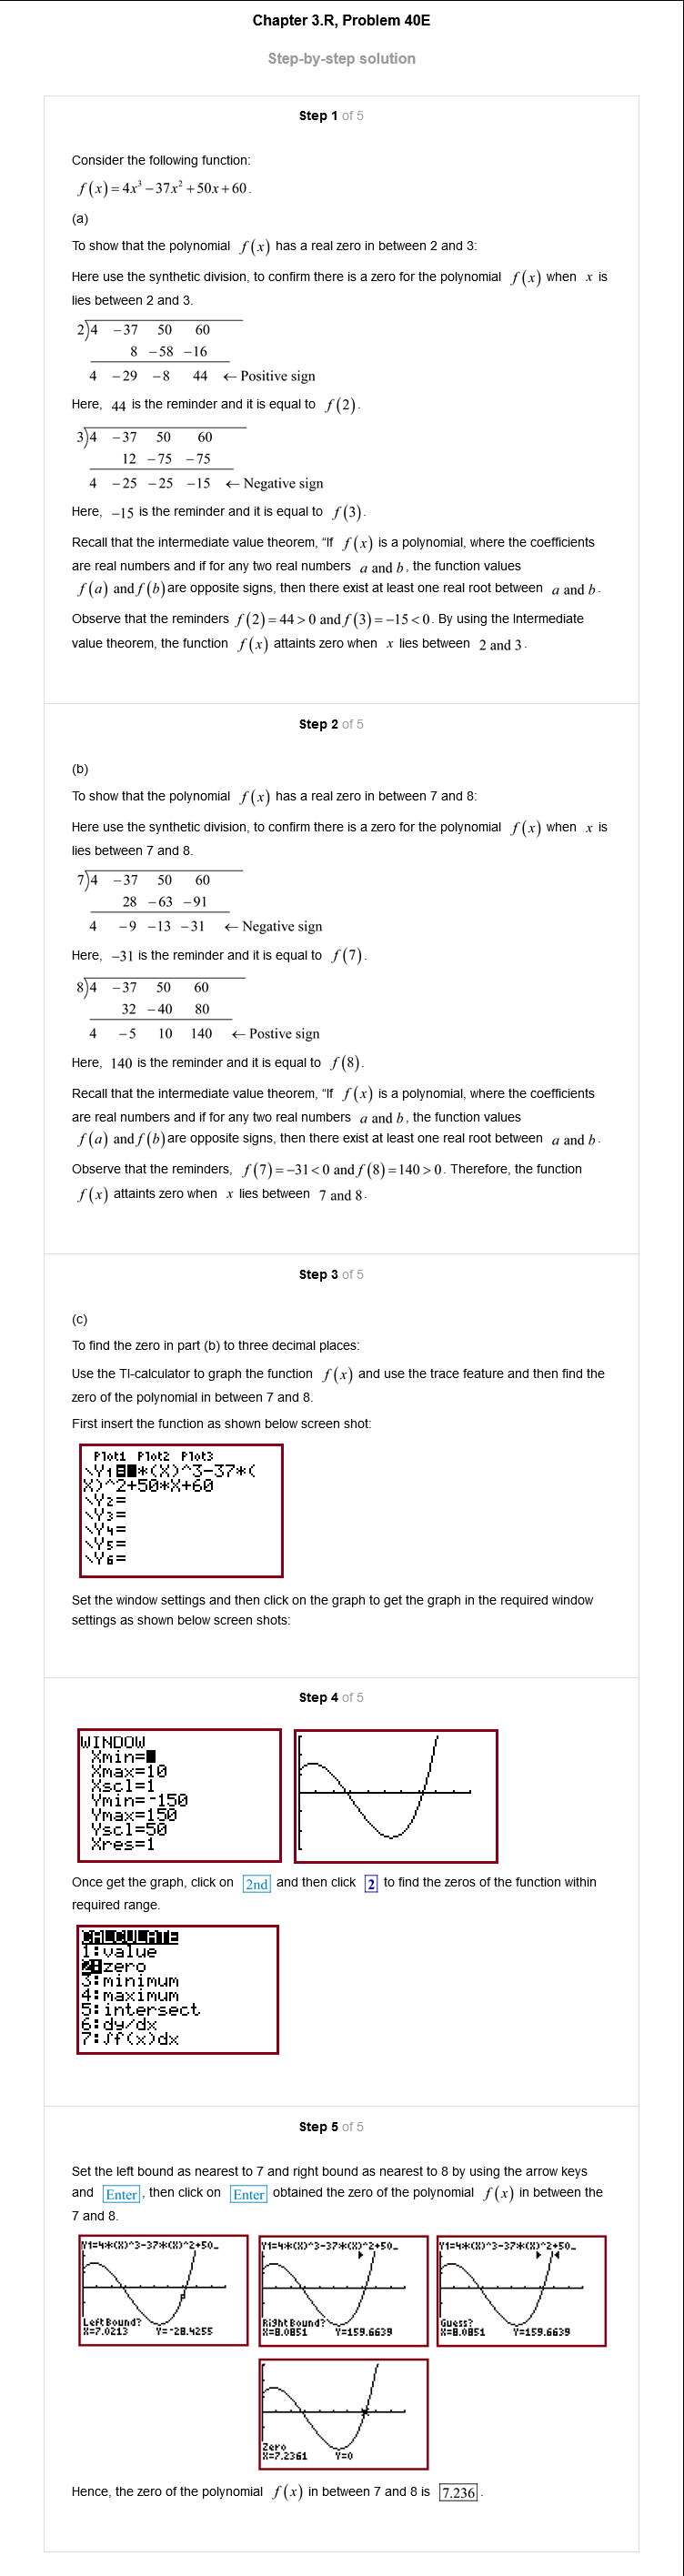 Chapter 3.R, Problem 40E
Step-by-step solution
Step 1 of 5
Consider the following function:
f(x)=4x³−37x²+50x+60.
(a)
To show that the polynomial f(x) has a real zero in between 2 and 3:
Here use the synthetic division, to confirm there is a zero for the polynomial f(x) when x is
lies between 2 and 3.
2)4 −37 50 60
8 −58 −16
4 −29 −8 44 ← Positive sign
Here, 44 is the reminder and it is equal to f(2).
3)4 −37 50 60
12 −75 −75
4 −25 −25 −15 ← Negative sign
Here, −15 is the reminder and it is equal to f(3).
Recall that the intermediate value theorem, "If f(x) is a polynomial, where the coefficients
are real numbers and if for any two real numbers a and b, the function values
f(a) and f(b) are opposite signs, then there exist at least one real root between a and b.
Observe that the reminders f(2)=44>0 and f(3)=−15<0. By using the Intermediate
value theorem, the function f(x) attaints zero when x lies between 2 and 3.
Step 2 of 5
(b)
To show that the polynomial f(x) has a real zero in between 7 and 8:
Here use the synthetic division, to confirm there is a zero for the polynomial f(x) when x is
lies between 7 and 8.
7)4 −37 50 60
28 −63 −91
4 −9 −13 −31 ← Negative sign
Here, −31 is the reminder and it is equal to f(7).
8)4 −37 50 60
32 −40 80
4 −5 10 140 ← Postive sign
Here, 140 is the reminder and it is equal to f(8).
Recall that the intermediate value theorem, "If f(x) is a polynomial, where the coefficients
are real numbers and if for any two real numbers a and b, the function values
f(a) and f(b) are opposite signs, then there exist at least one real root between a and b.
Observe that the reminders, f(7)=−31<0 and f(8)=140>0. Therefore, the function
f(x) attaints zero when x lies between 7 and 8.
Step 3 of 5
(c)
To find the zero in part (b) to three decimal places:
Use the TI-calculator to graph the function f(x) and use the trace feature and then find the
zero of the polynomial in between 7 and 8.
First insert the function as shown below screen shot:
Plot1 Plot2 Plot3
\Y1=█*(X)^3-37*(
X)^2+50*X+60
\Y2=
\Y3=
\Y4=
\Y5=
\Y6=
Set the window settings and then click on the graph to get the graph in the required window
settings as shown below screen shots:
Step 4 of 5
WINDOW
Xmin=█
Xmax=10
Xscl=1
Ymin=-150
Ymax=150
Yscl=50
Xres=1
Once get the graph, click on 2nd and then click 2 to find the zeros of the function within
required range.
CALCULATE
1:value
2:zero
3:minimum
4:maximum
5:intersect
6:dy/dx
7:∫f(x)dx
Step 5 of 5
Set the left bound as nearest to 7 and right bound as nearest to 8 by using the arrow keys
and Enter, then click on Enter obtained the zero of the polynomial f(x) in between the
7 and 8.
Y1=4*(X)^3-37*(X)^2+50_
LeftBound?
X=7.0213 Y=-28.4255
Y1=4*(X)^3-37*(X)^2+50_
RightBound?
X=8.0851 Y=159.6639
Y1=4*(X)^3-37*(X)^2+50_
Guess?
X=8.0851 Y=159.6639
Zero
X=7.2361 Y=0
Hence, the zero of the polynomial f(x) in between 7 and 8 is 7.236.